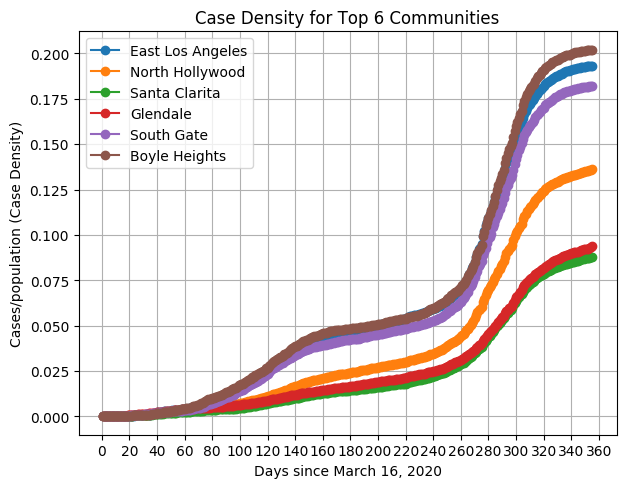 Case Density for Top 6 Communities
East Los Angeles
North Hollywood
Santa Clarita
Glendale
South Gate
Boyle Heights
Cases/population (Case Density)
0.200
0.175
0.150
0.125
0.100
0.075
0.050
0.025
0.000
0 20 40 60 80 100 120 140 160 180 200 220 240 260 280 300 320 340 360
Days since March 16, 2020